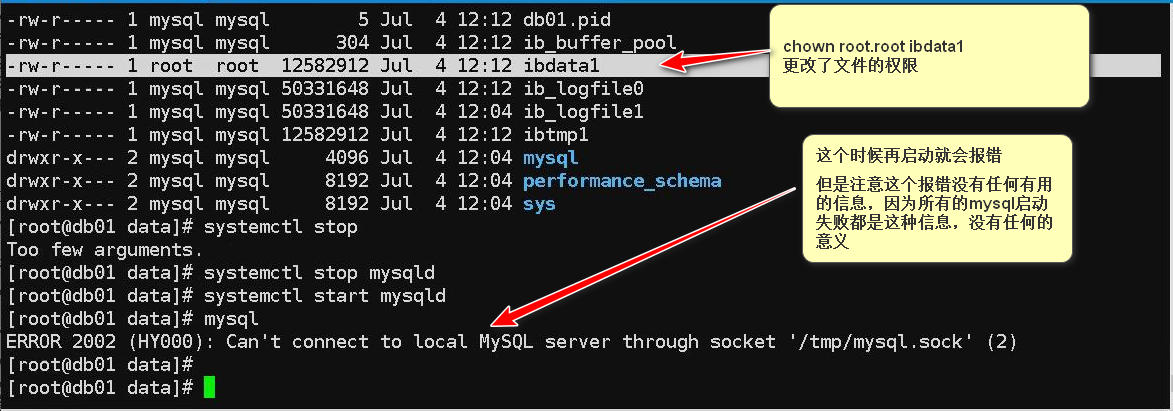 -rw-r----- 1 mysql mysql        5 Jul  4 12:12 db01.pid
-rw-r----- 1 mysql mysql      304 Jul  4 12:12 ib_buffer_pool
-rw-r----- 1 root  root  12582912 Jul  4 12:12 ibdata1
-rw-r----- 1 mysql mysql 50331648 Jul  4 12:12 ib_logfile0
-rw-r----- 1 mysql mysql 50331648 Jul  4 12:04 ib_logfile1
-rw-r----- 1 mysql mysql 12582912 Jul  4 12:12 ibtmp1
drwxr-x--- 2 mysql mysql     4096 Jul  4 12:04 mysql
drwxr-x--- 2 mysql mysql     8192 Jul  4 12:04 performance_schema
drwxr-x--- 2 mysql mysql     8192 Jul  4 12:04 sys
[root@db01 data]# systemctl stop
Too few arguments.
[root@db01 data]# systemctl stop mysqld
[root@db01 data]# systemctl start mysqld
[root@db01 data]# mysql
ERROR 2002 (HY000): Can't connect to local MySQL server through socket '/tmp/mysql.sock' (2)
[root@db01 data]#
[root@db01 data]#
chown root.root ibdata1
更改了文件的权限
这个时候再启动就会报错
但是注意这个报错没有任何有用
的信息，因为所有的mysql启动
失败都是这种信息，没有任何的
意义